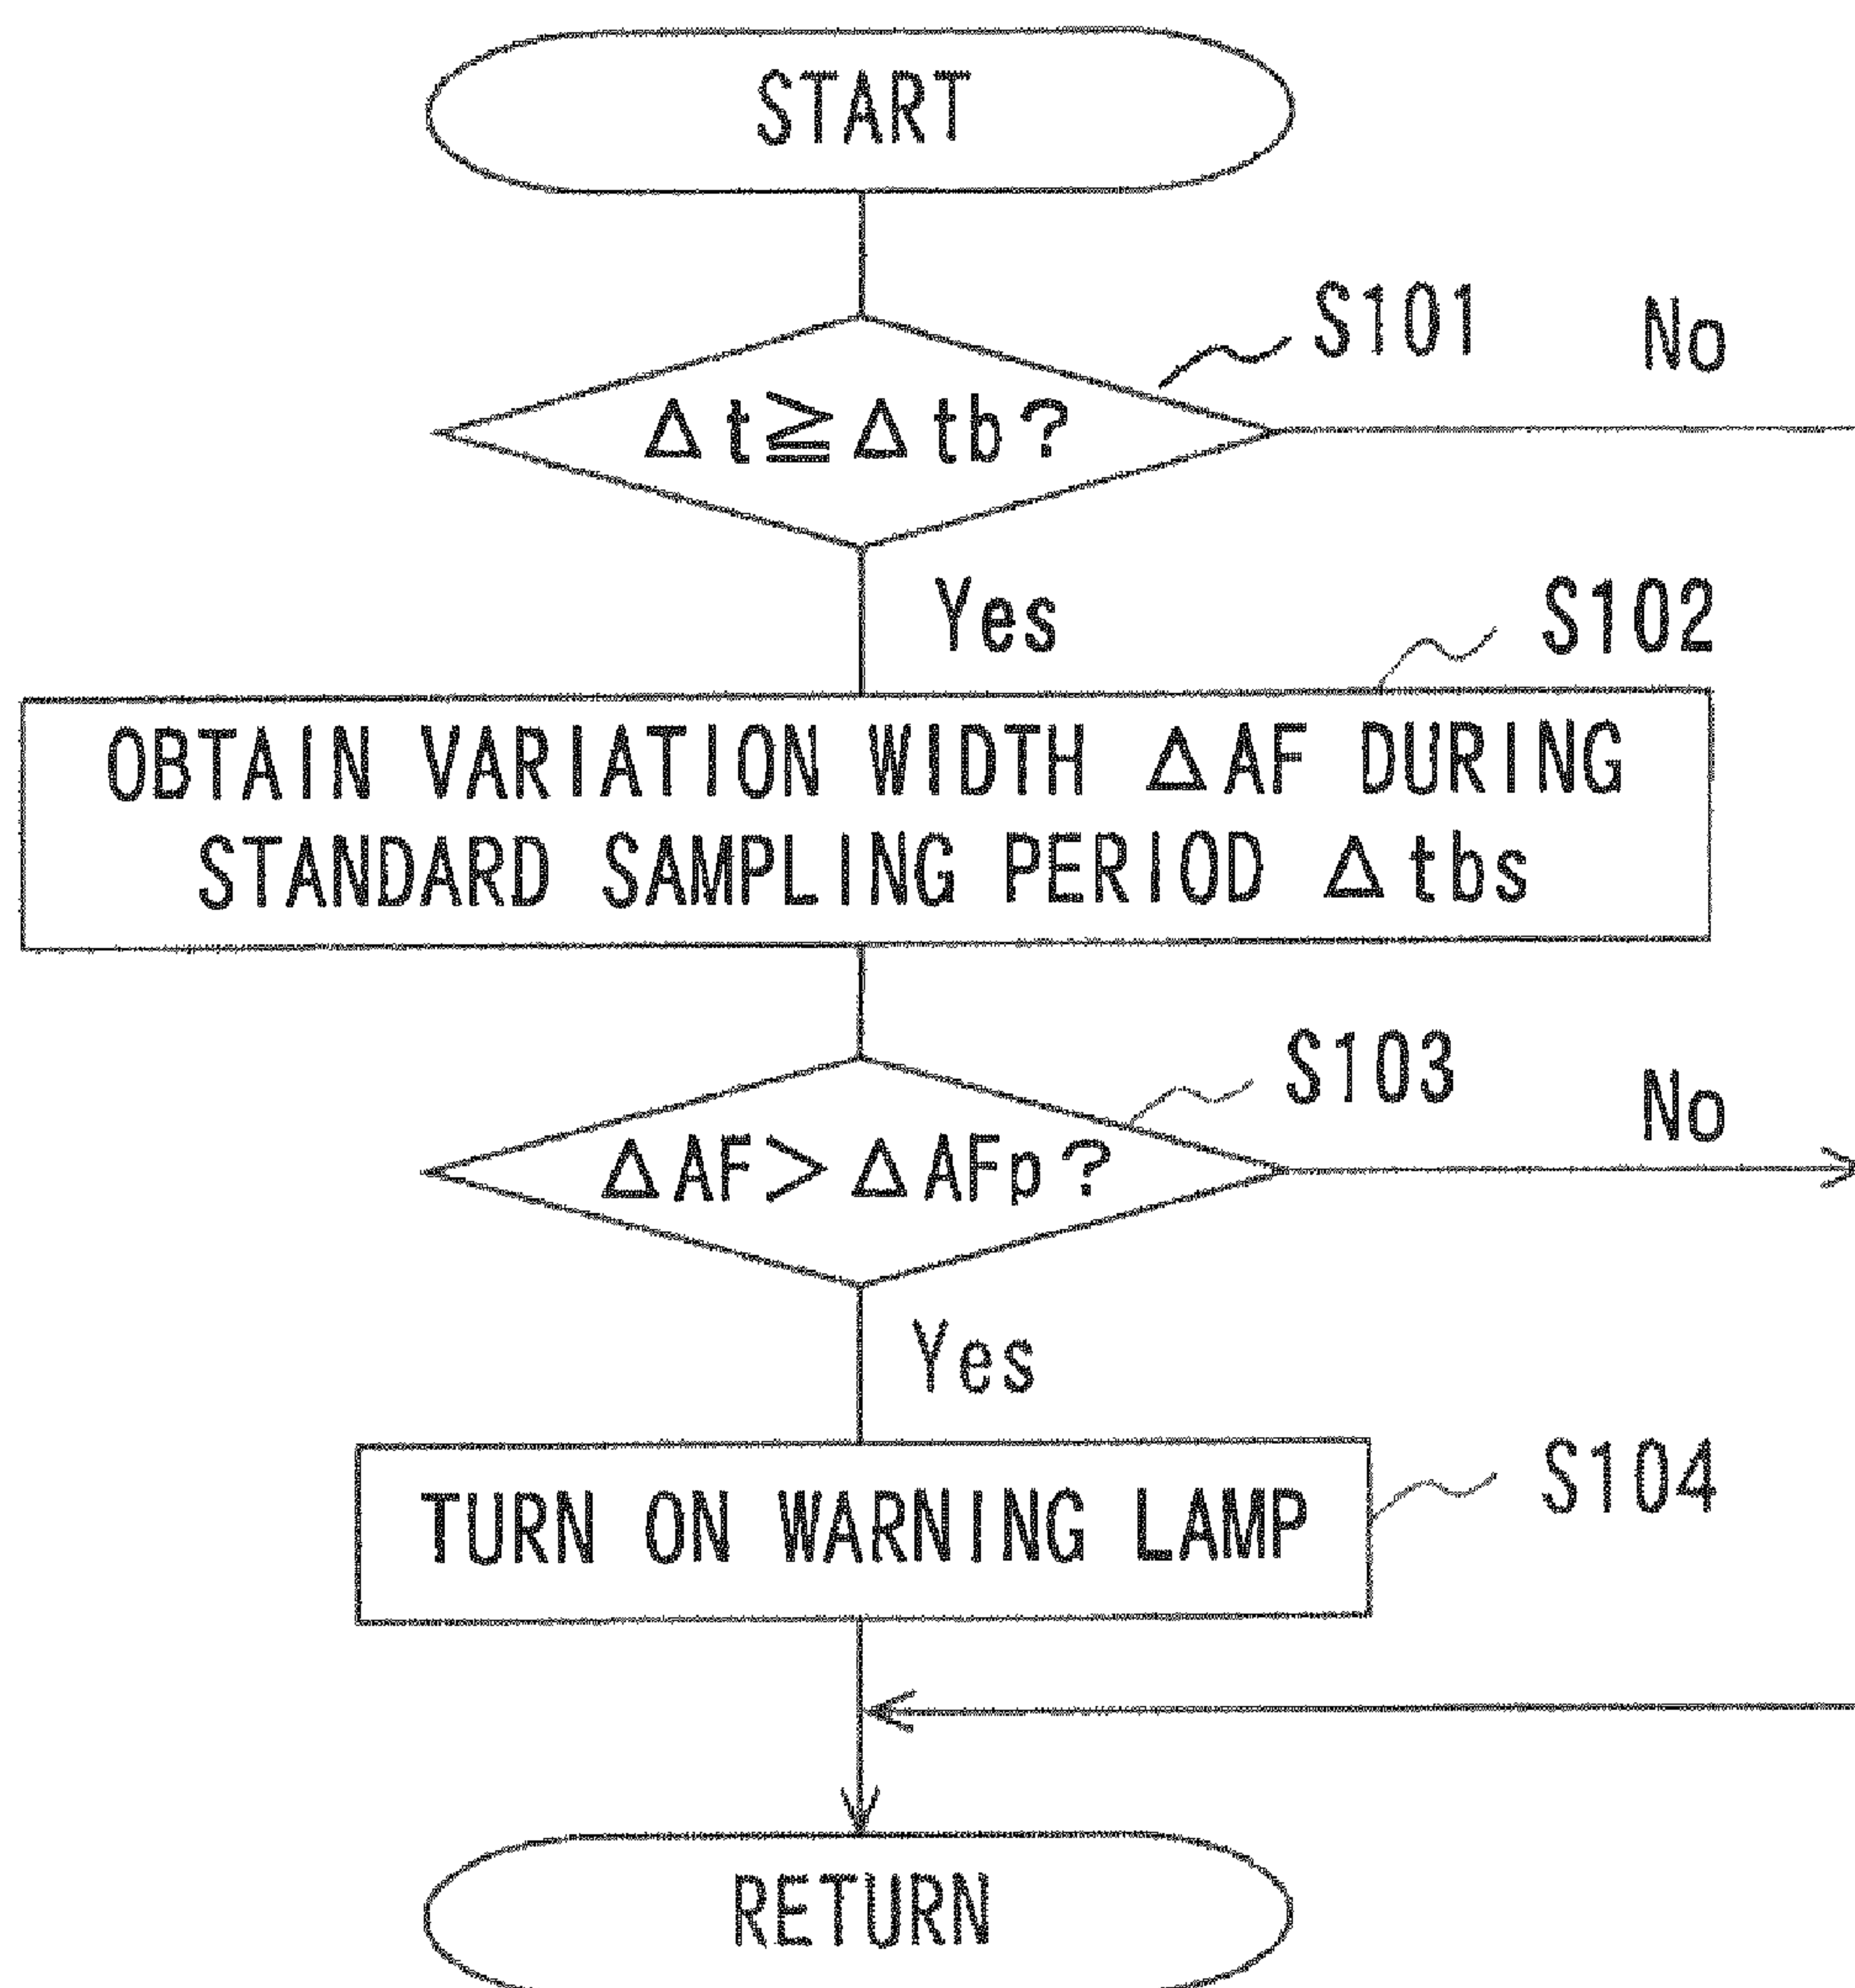 START
S101
No
Δt≧Δtb?
Yes
S102
OBTAIN VARIATION WIDTH ΔAF DURING
STANDARD SAMPLING PERIOD Δtbs
S103
No
ΔAF>ΔAFp?
Yes
S104
TURN ON WARNING LAMP
RETURN